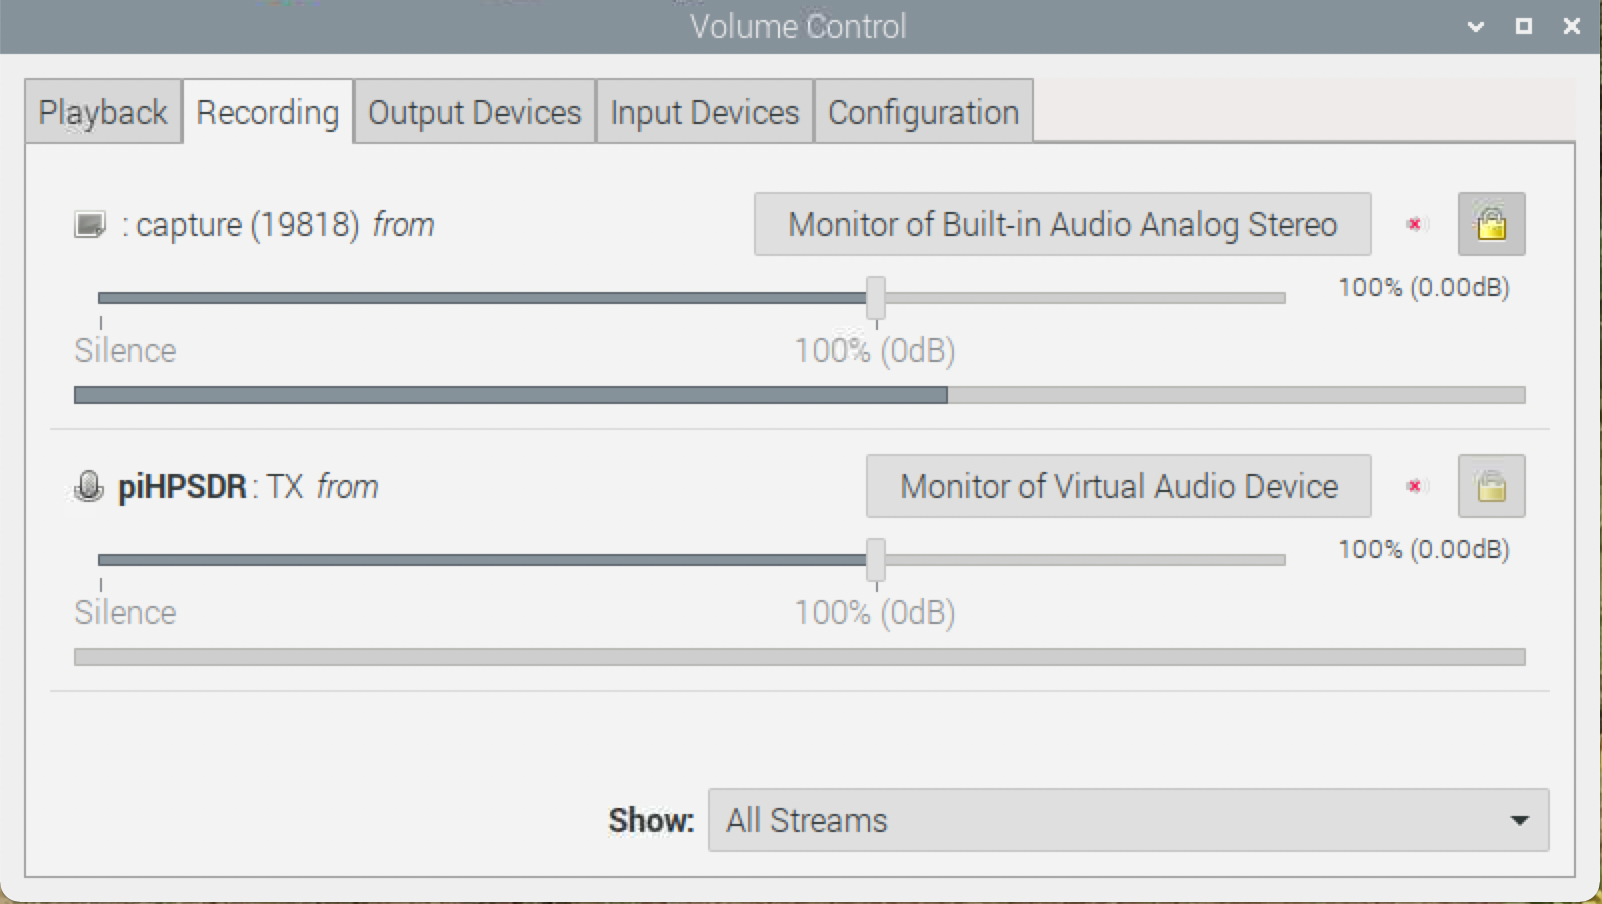 Volume Control
Playback Recording Output Devices Input Devices Configuration
: capture (19818) from Monitor of Built-in Audio Analog Stereo
100% (0.00dB)
Silence 100% (0dB)
piHPSDR : TX from Monitor of Virtual Audio Device
100% (0.00dB)
Silence 100% (0dB)
Show: All Streams